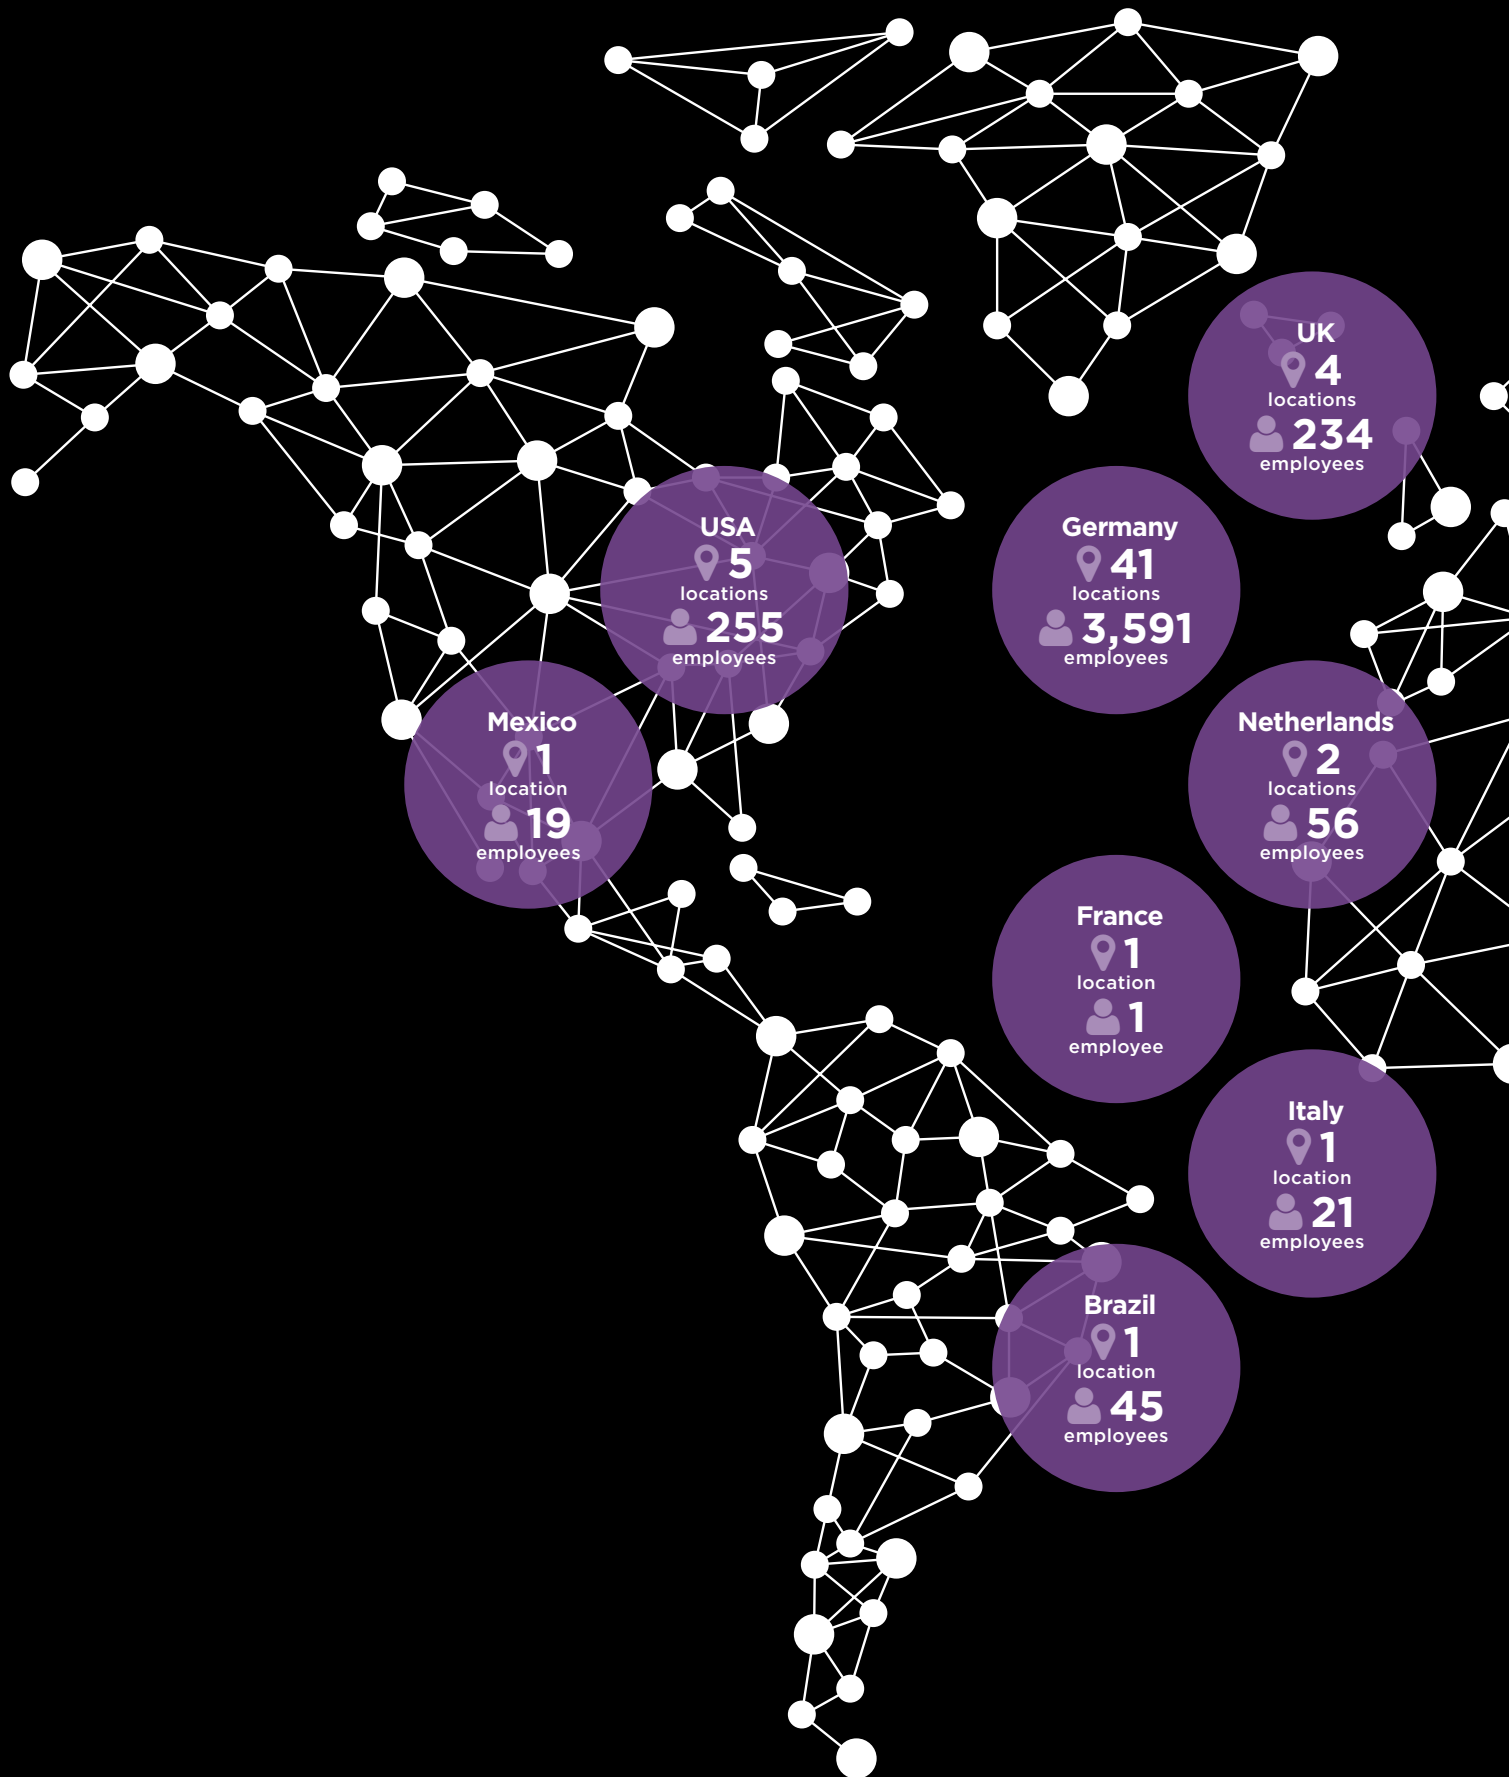 UK
4
locations
234
employees
USA
5
locations
255
employees
Germany
41
locations
3,591
employees
Mexico
1
location
19
employees
Netherlands
2
locations
56
employees
France
1
location
1
employee
Italy
1
location
21
employees
Brazil
1
location
45
employees